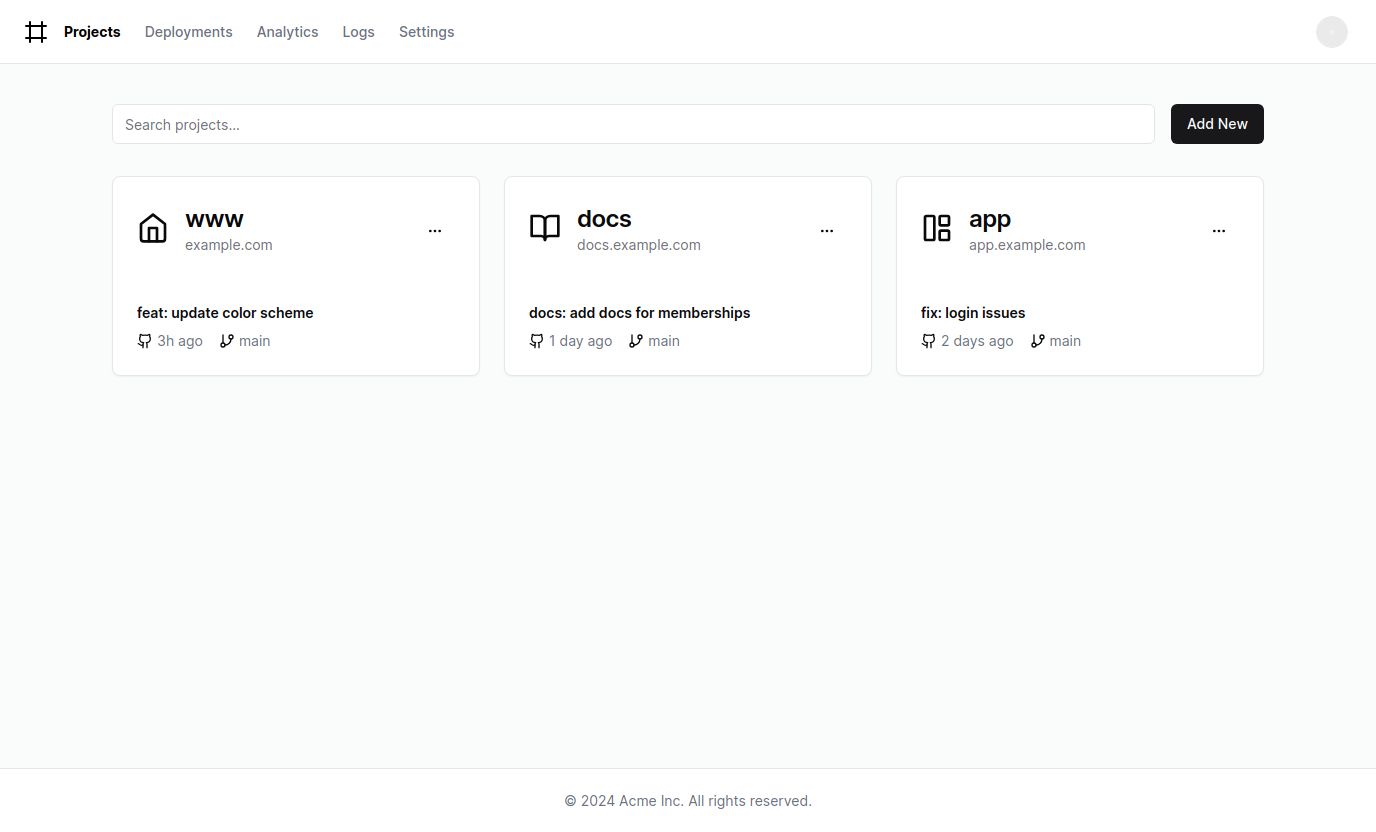 Projects Deployments Analytics Logs Settings
Search projects...
Add New
www
example.com
feat: update color scheme
3h ago main
docs
docs.example.com
docs: add docs for memberships
1 day ago main
app
app.example.com
fix: login issues
2 days ago main
© 2024 Acme Inc. All rights reserved.